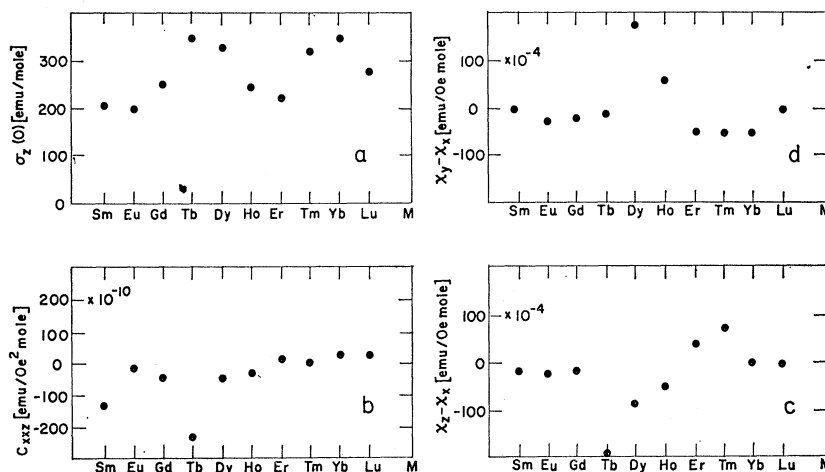 300
200
100
0
σz (0) [emu/mole]
a
Sm Eu Gd Tb Dy Ho Er Tm Yb Lu M
×10⁻⁴
100
0
-100
χy-χx [emu/Oe mole]
d
Sm Eu Gd Tb Dy Ho Er Tm Yb Lu M
×10⁻¹⁰
200
100
0
-100
-200
Cxxz [emu/Oe² mole]
b
Sm Eu Gd Tb Dy Ho Er Tm Yb Lu M
×10⁻⁴
100
0
-100
χz-χx [emu/Oe mole]
c
Sm Eu Gd Tb Dy Ho Er Tm Yb Lu M